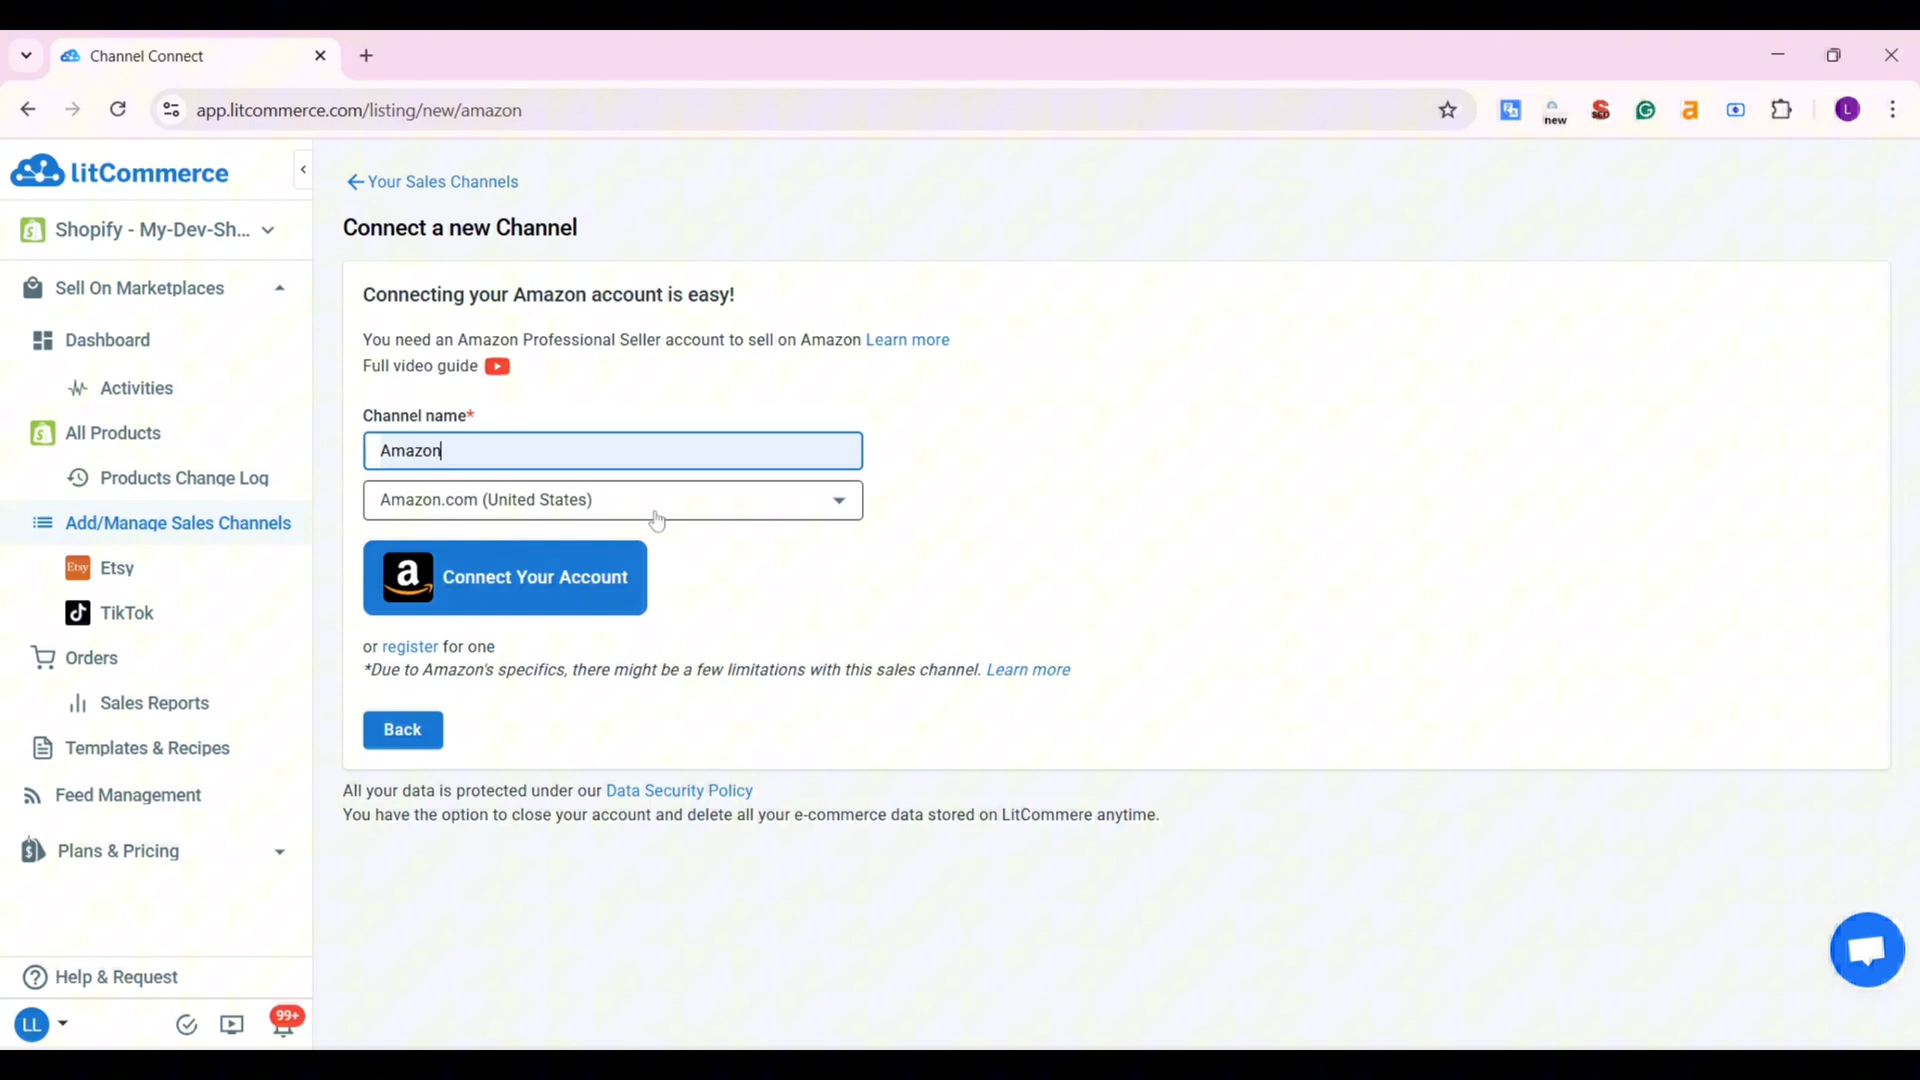 Channel Connect
app.litcommerce.com/listing/new/amazon
new
SEO
a
L
litCommerce
Shopify - My-Dev-Sh...
Sell On Marketplaces
Dashboard
Activities
All Products
Products Change Log
Add/Manage Sales Channels
Etsy Etsy
TikTok
Orders
Sales Reports
Templates & Recipes
Feed Management
Plans & Pricing
Help & Request
LL
99+
Your Sales Channels
Connect a new Channel
Connecting your Amazon account is easy!
You need an Amazon Professional Seller account to sell on Amazon Learn more
Full video guide
Channel name*
Amazon
Amazon.com (United States)
a Connect Your Account
or register for one
*Due to Amazon's specifics, there might be a few limitations with this sales channel. Learn more
Back
All your data is protected under our Data Security Policy
You have the option to close your account and delete all your e-commerce data stored on LitCommere anytime.